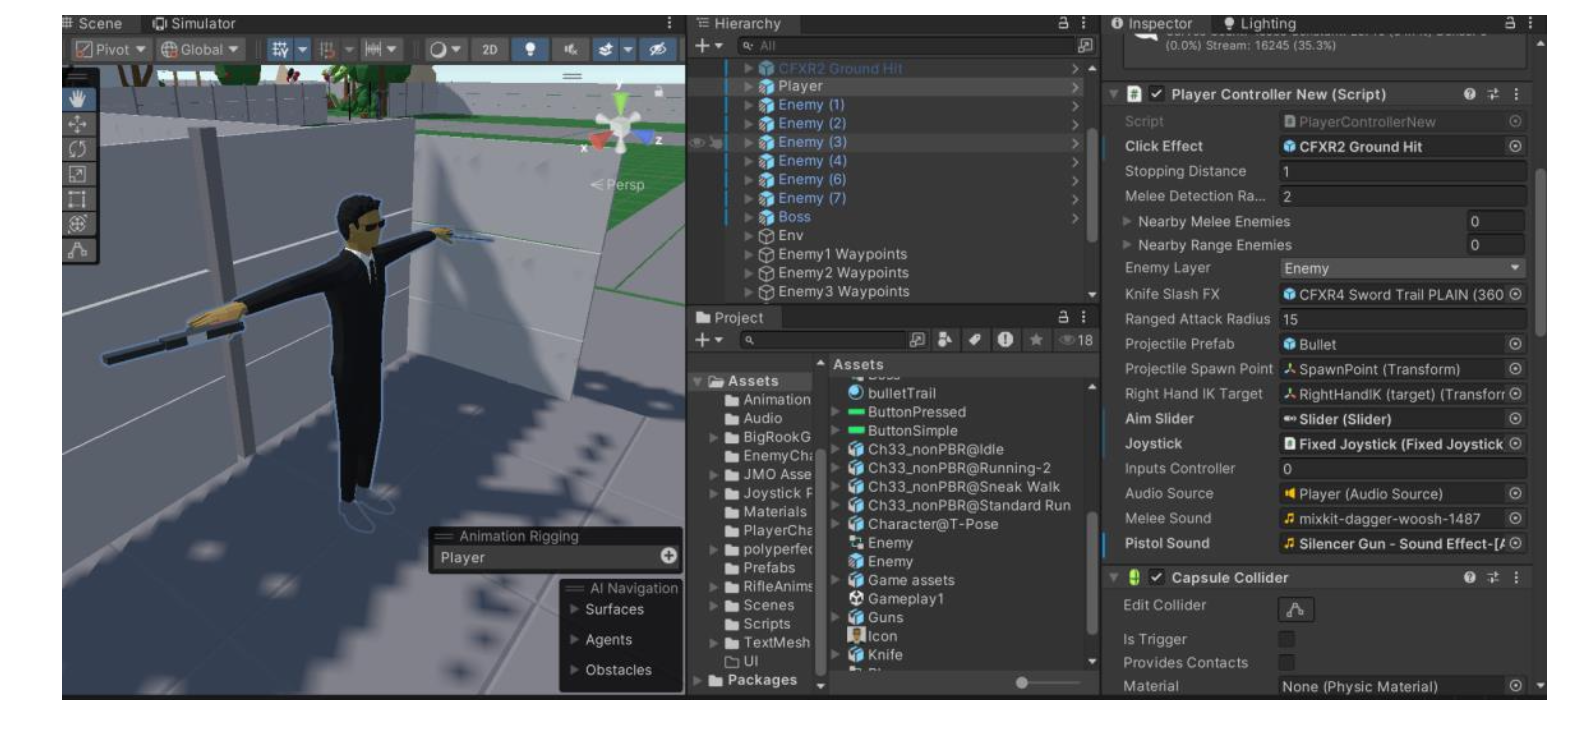 Scene
Simulator
Pivot
Global
2D
y
x
z
Persp
Animation Rigging
Player
AI Navigation
Surfaces
Agents
Obstacles
Hierarchy
All
CFXR2 Ground Hit
Player
Enemy (1)
Enemy (2)
Enemy (3)
Enemy (4)
Enemy (6)
Enemy (7)
Boss
Env
Enemy1 Waypoints
Enemy2 Waypoints
Enemy3 Waypoints
Project
18
Assets
Animation
Audio
BigRookG
EnemyCha
JMO Asse
Joystick P
Materials
PlayerCha
polyperfec
Prefabs
RifleAnims
Scenes
Scripts
TextMesh
UI
Packages
Assets
bulletTrail
ButtonPressed
ButtonSimple
Ch33_nonPBR@Idle
Ch33_nonPBR@Running-2
Ch33_nonPBR@Sneak Walk
Ch33_nonPBR@Standard Run
Character@T-Pose
Enemy
Enemy
Game assets
Gameplay1
Guns
Icon
Knife
Inspector
Lighting
(0.0%) Stream: 16245 (35.3%)
Player Controller New (Script)
Script PlayerControllerNew
Click Effect CFXR2 Ground Hit
Stopping Distance 1
Melee Detection Ra... 2
Nearby Melee Enemies 0
Nearby Range Enemies 0
Enemy Layer Enemy
Knife Slash FX CFXR4 Sword Trail PLAIN (360
Ranged Attack Radius 15
Projectile Prefab Bullet
Projectile Spawn Point SpawnPoint (Transform)
Right Hand IK Target RightHandIK (target) (Transforr
Aim Slider Slider (Slider)
Joystick Fixed Joystick (Fixed Joystick
Inputs Controller 0
Audio Source Player (Audio Source)
Melee Sound mixkit-dagger-woosh-1487
Pistol Sound Silencer Gun - Sound Effect-[A
Capsule Collider
Edit Collider
Is Trigger
Provides Contacts
Material None (Physic Material)